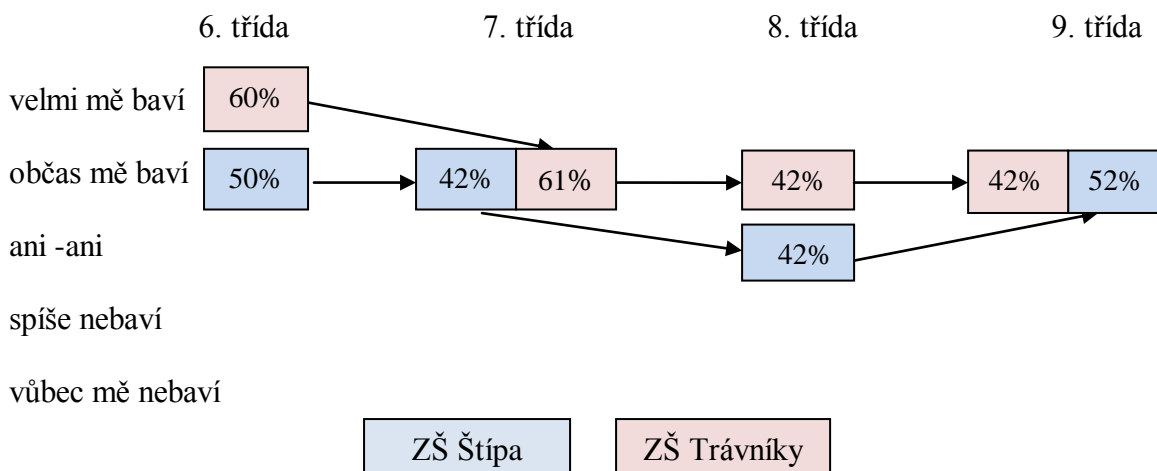 6. třída 7. třída 8. třída 9. třída
velmi mě baví 60%
občas mě baví 50% 42% 61% 42% 42% 52%
ani -ani 42%
spíše nebaví
vůbec mě nebaví
ZŠ Štípa ZŠ Trávníky